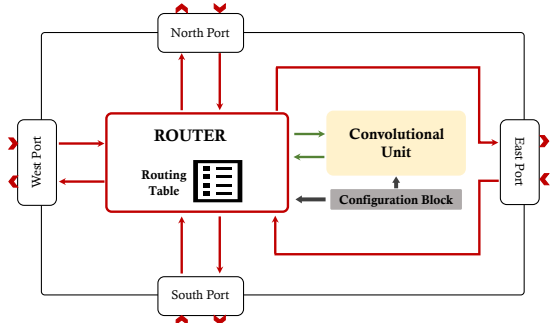 North Port
ROUTER
Routing
Table
Convolutional
Unit
Configuration Block
West Port
East Port
South Port